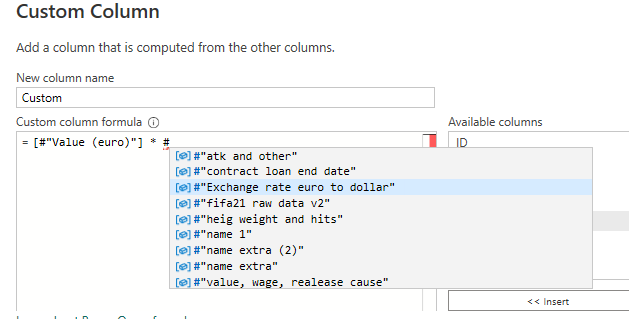 Custom Column
Add a column that is computed from the other columns.
New column name
Custom
Custom column formula
Available columns
= [#"Value (euro)"] * #
ID
#"atk and other"
#"contract loan end date"
#"Exchange rate euro to dollar"
#"fifa21 raw data v2"
#"heig weight and hits"
#"name 1"
#"name extra (2)"
#"name extra"
#"value, wage, realease cause"
<< Insert